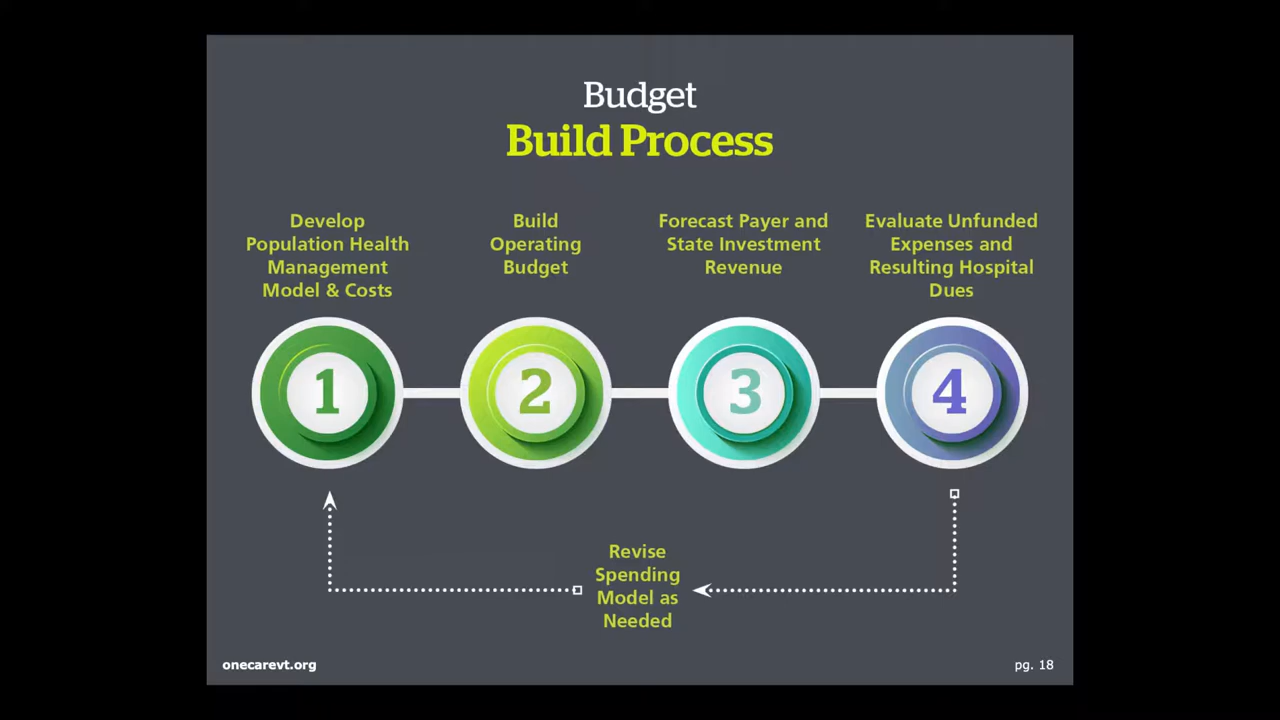 Budget
Build Process
Develop
Population Health
Management
Model & Costs
Build
Operating
Budget
Forecast Payer and
State Investment
Revenue
Evaluate Unfunded
Expenses and
Resulting Hospital
Dues
1
2
3
4
Revise
Spending
Model as
Needed
onecarevt.org
pg. 18